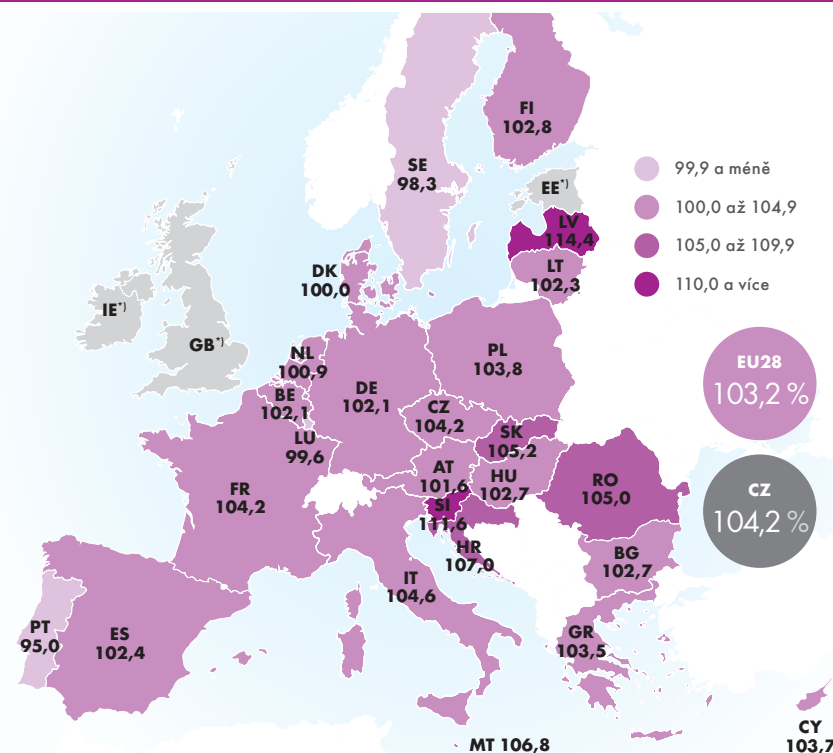 FI
102,8
SE
98,3
99,9 a méně
EE*)
100,0 až 104,9
LV
114,4
105,0 až 109,9
LT
102,3
110,0 a více
DK
100,0
IE*)
GB*)
NL
100,9
PL
103,8
EU28
103,2 %
DE
102,1
BE
102,1
CZ
104,2
LU
99,6
SK
105,2
AT
101,6
HU
102,7
RO
105,0
CZ
104,2 %
FR
104,2
SI
111,6
HR
107,0
BG
102,7
IT
104,6
PT
95,0
ES
102,4
GR
103,5
CY
103,7
MT 106,8